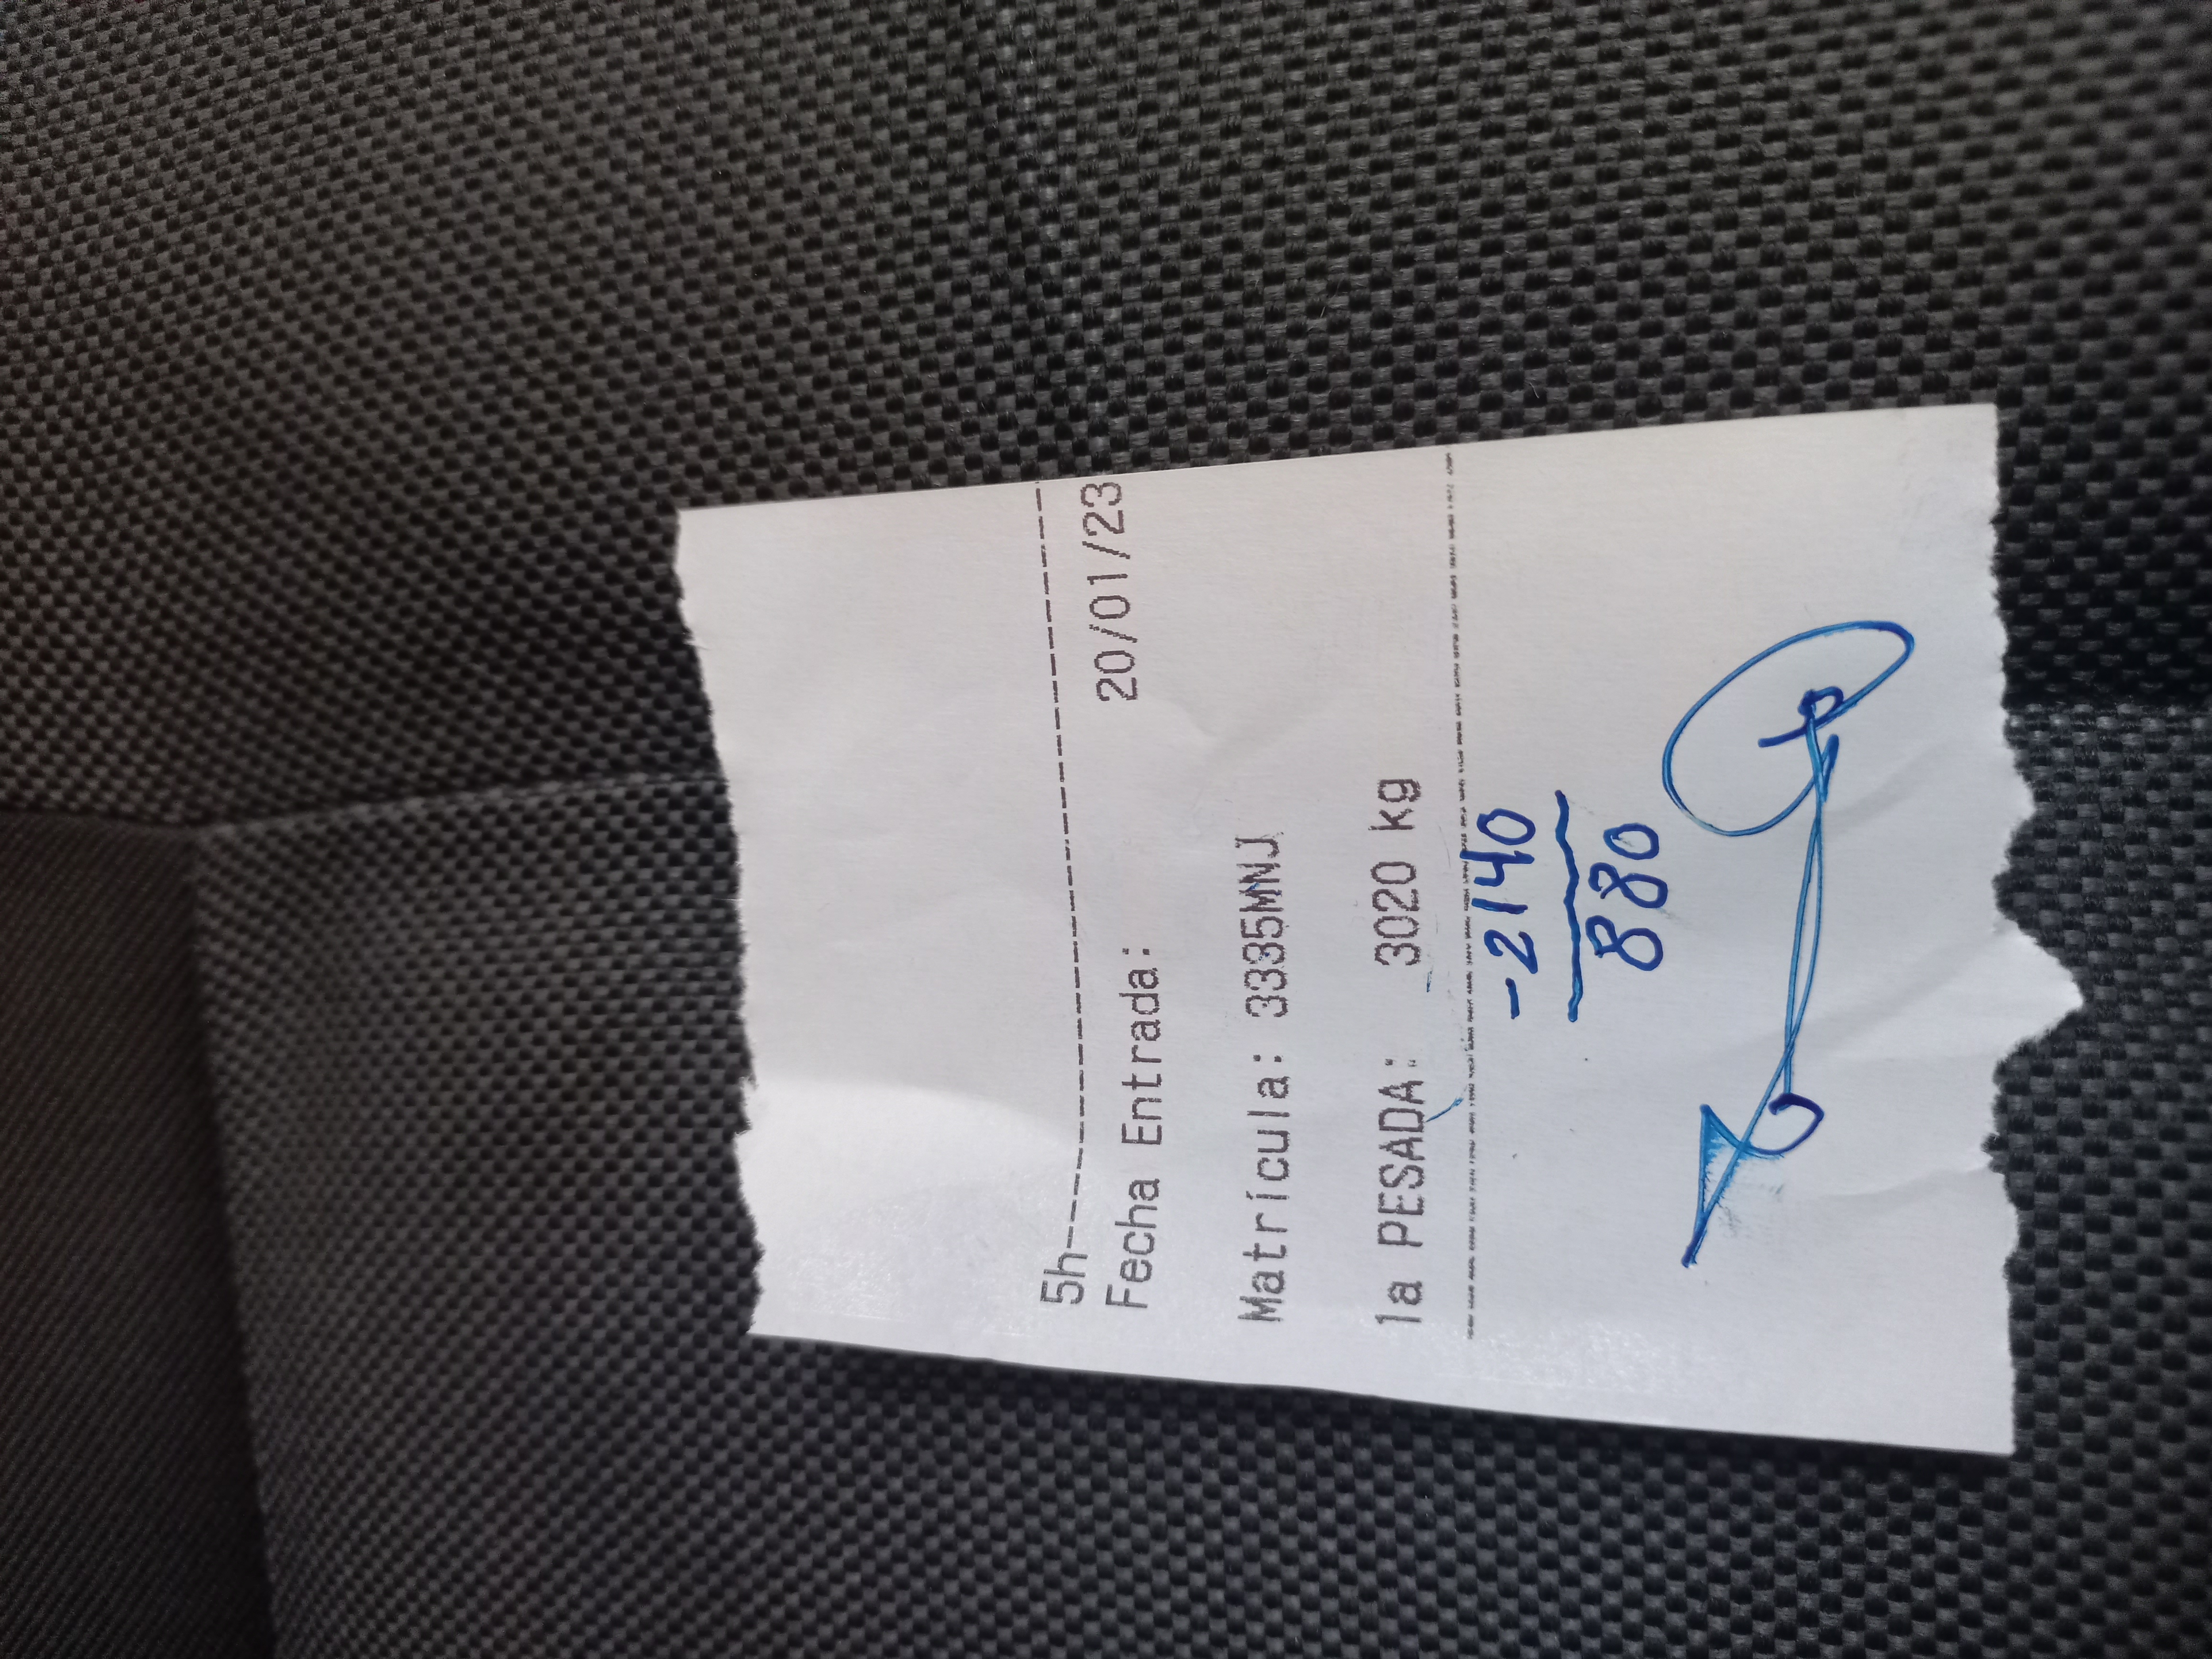 5h------------------------------
Fecha Entrada: 20/01/23
Matrícula: 3335MNJ
1a PESADA: 3020 kg
--------------------------------
-2140
880